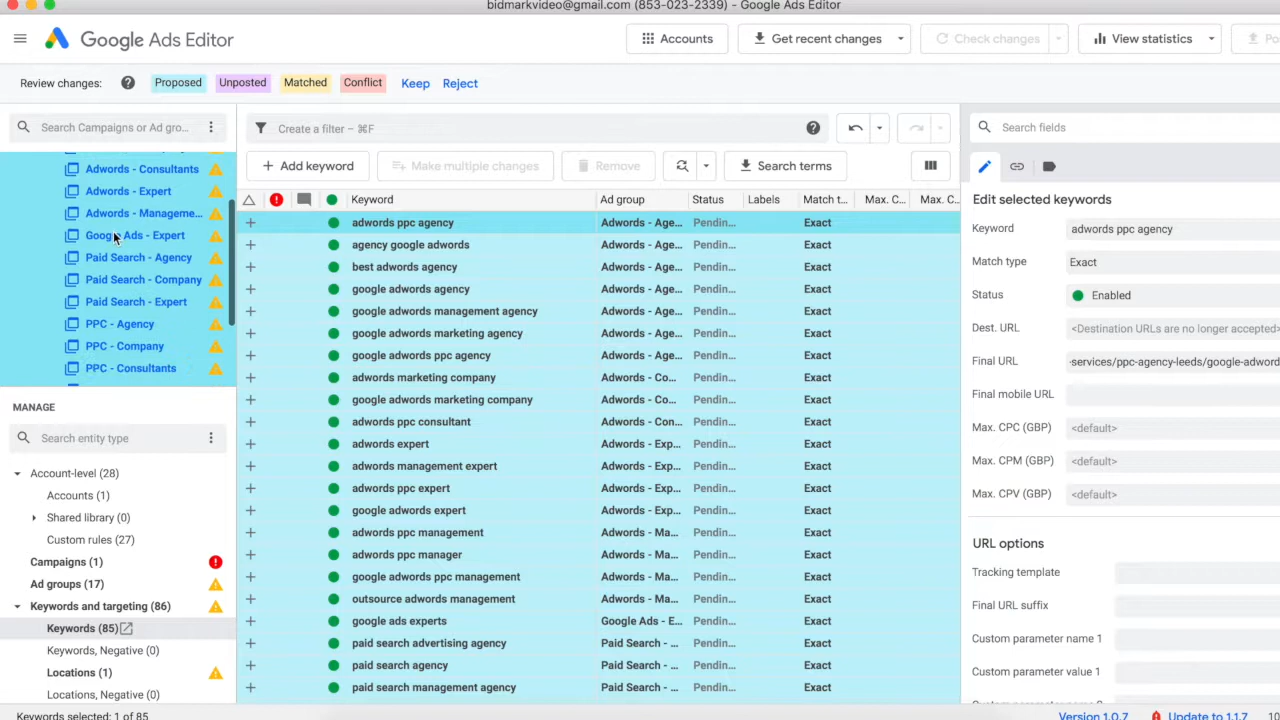 bidmarkvideo@gmail.com (853-023-2339) - Google Ads Editor
Google Ads Editor
Accounts
Get recent changes
Check changes
View statistics
Review changes:
Proposed
Unposted
Matched
Conflict
Keep
Reject
Search Campaigns or Ad gro...
Adwords - Consultants
Adwords - Expert
Adwords - Manageme...
Google Ads - Expert
Paid Search - Agency
Paid Search - Company
Paid Search - Expert
PPC - Agency
PPC - Company
PPC - Consultants
MANAGE
Search entity type
Account-level (28)
Accounts (1)
Shared library (0)
Custom rules (27)
Campaigns (1)
Ad groups (17)
Keywords and targeting (86)
Keywords (85)
Keywords, Negative (0)
Locations (1)
Locations, Negative (0)
Keywords selected: 1 of 85
Create a filter – ⌘F
+ Add keyword
Make multiple changes
Remove
Search terms
Keyword Ad group Status Labels Match t... Max. C... Max. C...
adwords ppc agency Adwords - Age... Pendin... Exact
agency google adwords Adwords - Age... Pendin... Exact
best adwords agency Adwords - Age... Pendin... Exact
google adwords agency Adwords - Age... Pendin... Exact
google adwords management agency Adwords - Age... Pendin... Exact
google adwords marketing agency Adwords - Age... Pendin... Exact
google adwords ppc agency Adwords - Age... Pendin... Exact
adwords marketing company Adwords - Co... Pendin... Exact
google adwords marketing company Adwords - Co... Pendin... Exact
adwords ppc consultant Adwords - Con... Pendin... Exact
adwords expert Adwords - Exp... Pendin... Exact
adwords management expert Adwords - Exp... Pendin... Exact
adwords ppc expert Adwords - Exp... Pendin... Exact
google adwords expert Adwords - Exp... Pendin... Exact
adwords ppc management Adwords - Ma... Pendin... Exact
adwords ppc manager Adwords - Ma... Pendin... Exact
google adwords ppc management Adwords - Ma... Pendin... Exact
outsource adwords management Adwords - Ma... Pendin... Exact
google ads experts Google Ads - E... Pendin... Exact
paid search advertising agency Paid Search - ... Pendin... Exact
paid search agency Paid Search - ... Pendin... Exact
paid search management agency Paid Search - ... Pendin... Exact
Search fields
Edit selected keywords
Keyword adwords ppc agency
Match type Exact
Status Enabled
Dest. URL <Destination URLs are no longer accepted>
Final URL -services/ppc-agency-leeds/google-adword
Final mobile URL
Max. CPC (GBP) <default>
Max. CPM (GBP) <default>
Max. CPV (GBP) <default>
URL options
Tracking template
Final URL suffix
Custom parameter name 1
Custom parameter value 1
Version 1.0.7
Update to 1.1.7